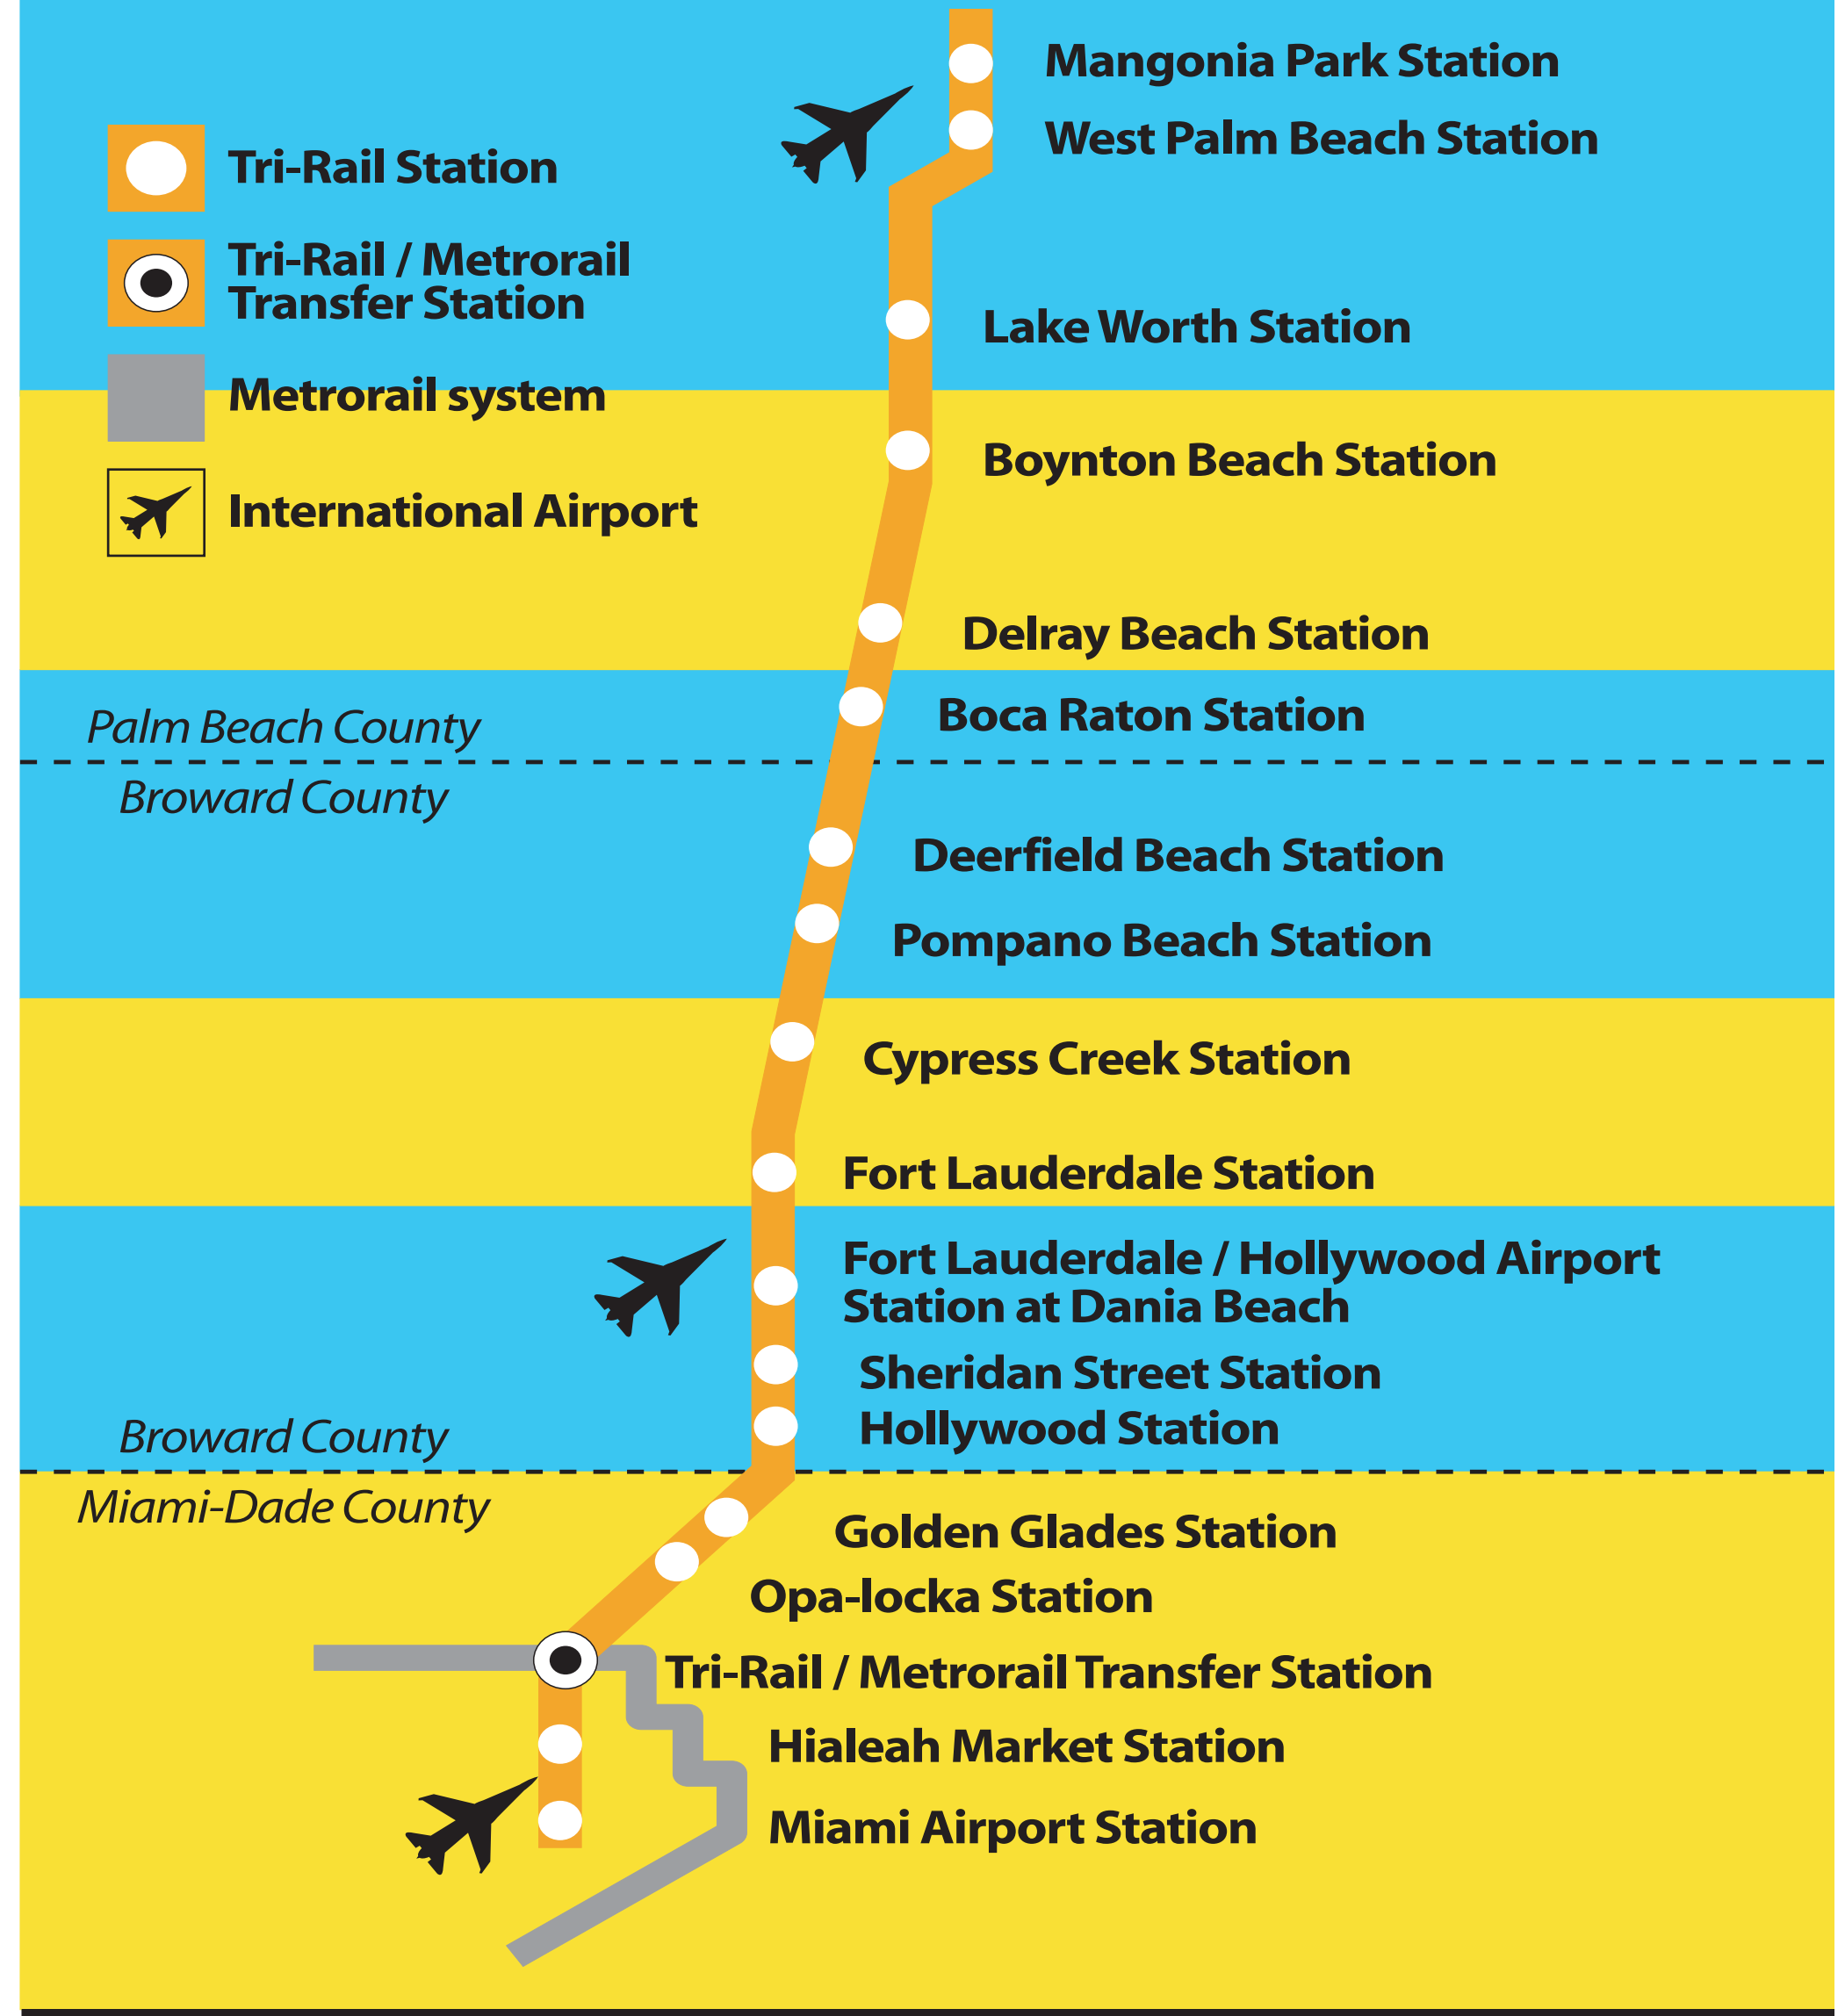 Mangonia Park Station
West Palm Beach Station
Tri-Rail Station
Tri-Rail / Metrorail
Transfer Station
Metrorail system
International Airport
Lake Worth Station
Boynton Beach Station
Delray Beach Station
Boca Raton Station
Palm Beach County
Broward County
Deerfield Beach Station
Pompano Beach Station
Cypress Creek Station
Fort Lauderdale Station
Fort Lauderdale / Hollywood Airport
Station at Dania Beach
Sheridan Street Station
Hollywood Station
Broward County
Miami-Dade County
Golden Glades Station
Opa-locka Station
Tri-Rail / Metrorail Transfer Station
Hialeah Market Station
Miami Airport Station